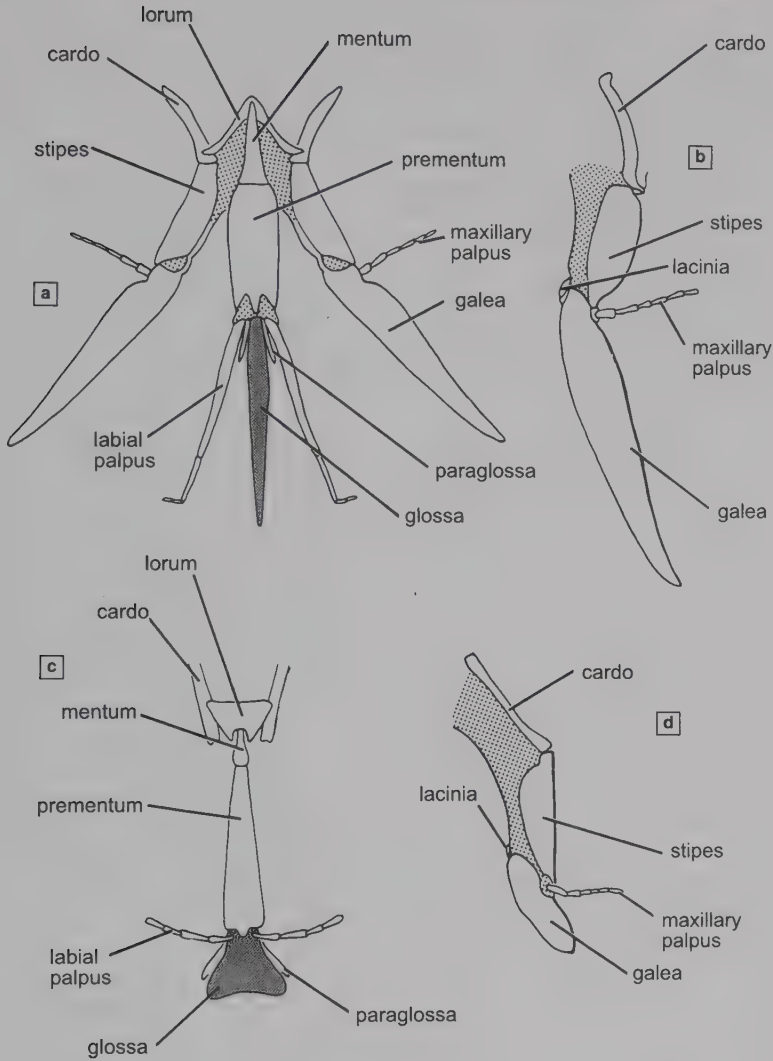 lorum
mentum
cardo
stipes
prementum
maxillary
palpus
galea
a
labial
palpus
paraglossa
glossa
cardo
b
stipes
lacinia
maxillary
palpus
galea
lorum
cardo
c
mentum
prementum
labial
palpus
paraglossa
glossa
cardo
d
lacinia
stipes
maxillary
palpus
galea